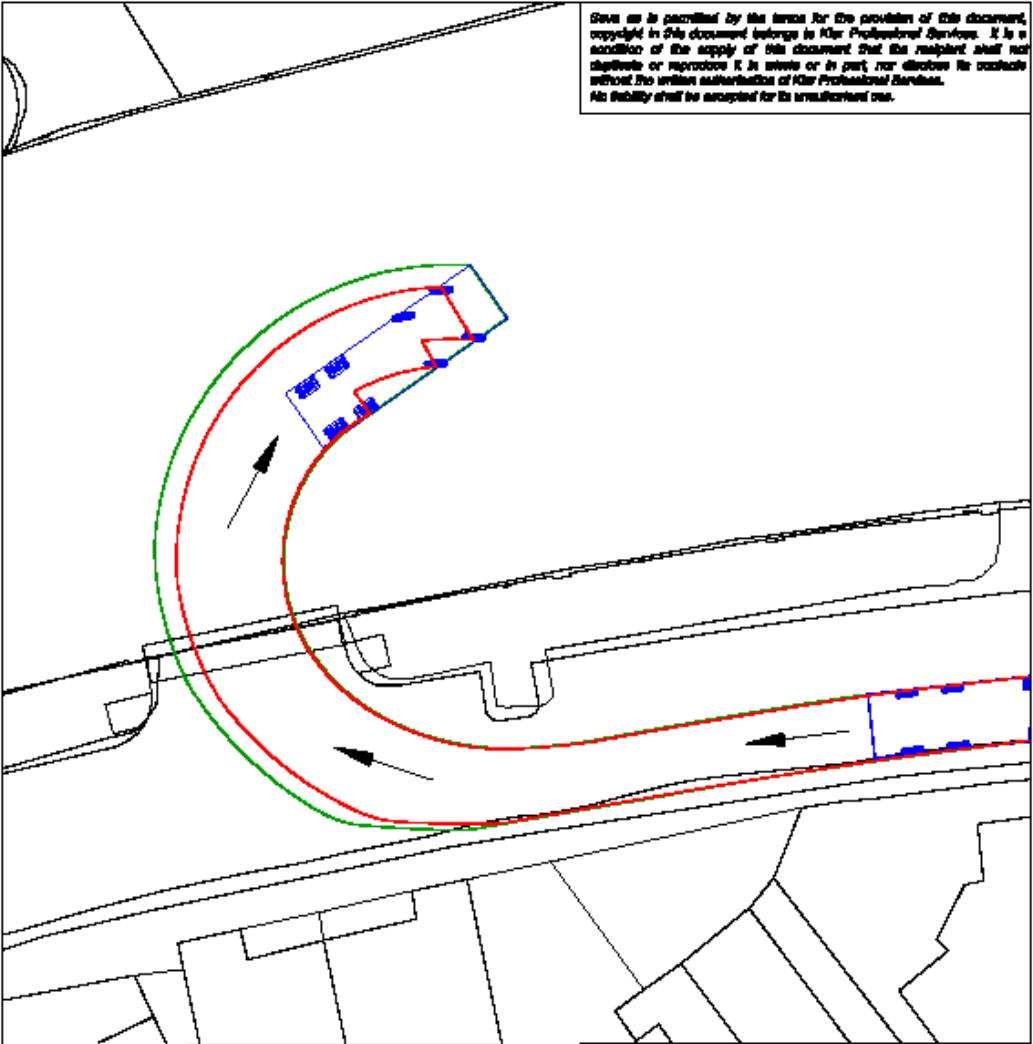 Save as is permitted by the terms for the provision of this document,
copyright in this document belongs to Kier Professional Services. It is a
condition of the supply of this document that the recipient shall not
duplicate or reproduce it in whole or in part, nor disclose its contents
without the written authorisation of Kier Professional Services.
No liability shall be accepted for its unauthorised use.